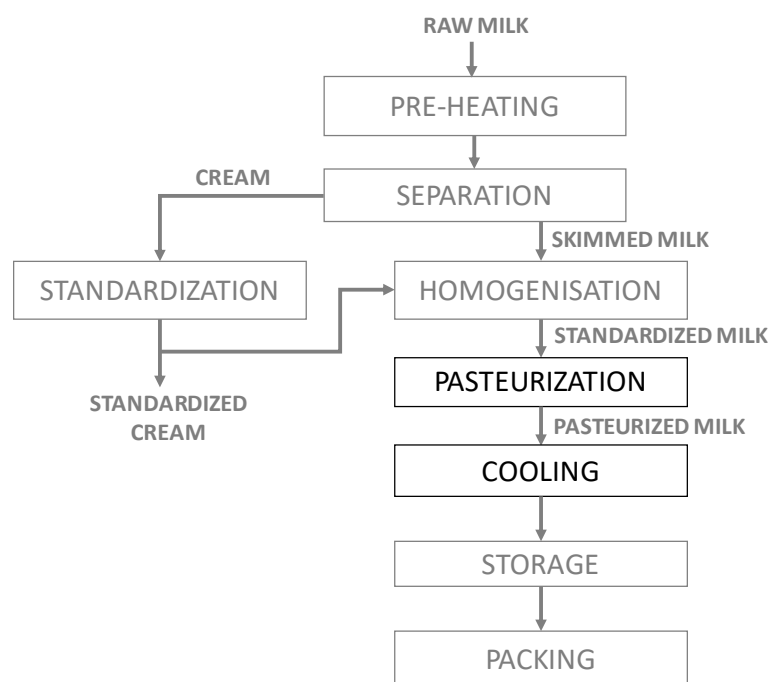 RAW MILK
PRE-HEATING
CREAM
SEPARATION
SKIMMED MILK
STANDARDIZATION
HOMOGENISATION
STANDARDIZED MILK
PASTEURIZATION
STANDARDIZED
CREAM
PASTEURIZED MILK
COOLING
STORAGE
PACKING